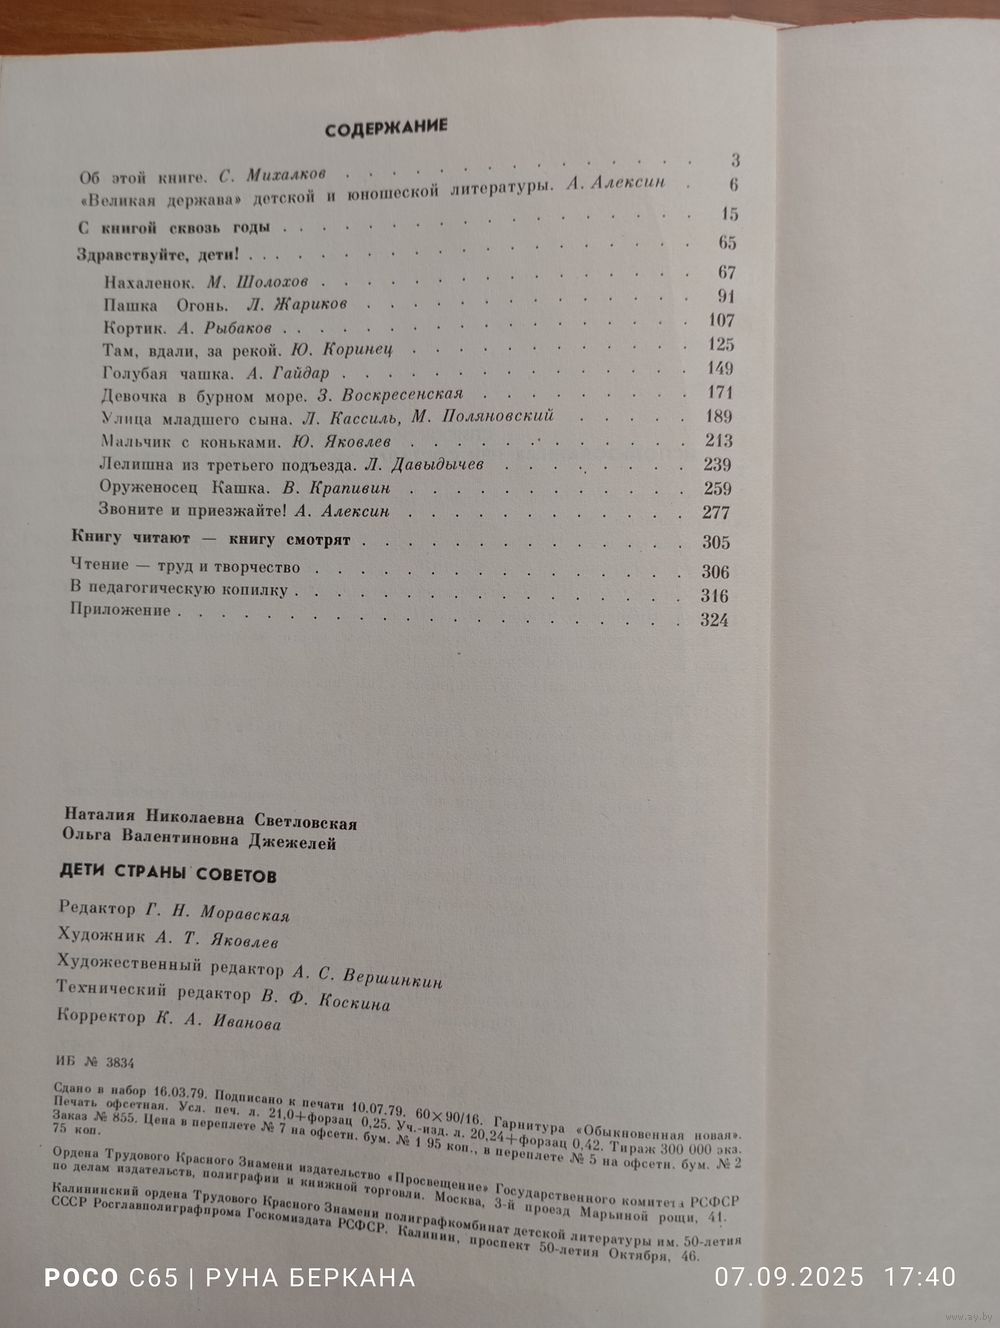 СОДЕРЖАНИЕ
Об этой книге. С. Михалков . . . . . . . . . . . . . . 3
«Великая держава» детской и юношеской литературы. А. Алексин . 6
С книгой сквозь годы . . . . . . . . . . . . . . . . . 15
Здравствуйте, дети! . . . . . . . . . . . . . . . . . . 65
Нахаленок. М. Шолохов . . . . . . . . . . . . . . 67
Пашка Огонь. Л. Жариков . . . . . . . . . . . . 91
Кортик. А. Рыбаков . . . . . . . . . . . . . . . . 107
Там, вдали, за рекой. Ю. Коринец . . . . . . . . . . 125
Голубая чашка. А. Гайдар . . . . . . . . . . . . . 149
Девочка в бурном море. З. Воскресенская . . . . . . . . 171
Улица младшего сына. Л. Кассиль, М. Поляновский . . . . . 189
Мальчик с коньками. Ю. Яковлев . . . . . . . . . . . 213
Лелишна из третьего подъезда. Л. Давыдычев . . . . . . . 239
Оруженосец Кашка. В. Крапивин . . . . . . . . . . . 259
Звоните и приезжайте! А. Алексин . . . . . . . . . . . 277
Книгу читают — книгу смотрят . . . . . . . . . . . . . 305
Чтение — труд и творчество . . . . . . . . . . . . . . 306
В педагогическую копилку . . . . . . . . . . . . . . . 316
Приложение . . . . . . . . . . . . . . . . . . . . . 324
Наталия Николаевна Светловская
Ольга Валентиновна Джежелей
ДЕТИ СТРАНЫ СОВЕТОВ
Редактор Г. Н. Моравская
Художник А. Т. Яковлев
Художественный редактор А. С. Вершинкин
Технический редактор В. Ф. Коскина
Корректор К. А. Иванова
ИБ № 3834
Сдано в набор 16.03.79. Подписано к печати 10.07.79. 60×90/16. Гарнитура «Обыкновенная новая».
Печать офсетная. Усл. печ. л. 21,0+форзац 0,25. Уч.-изд. л. 20,24+форзац 0,42. Тираж 300 000 экз.
Заказ № 855. Цена в переплете № 7 на офсетн. бум. № 1 95 коп., в переплете № 5 на офсетн. бум. № 2
75 коп.
Ордена Трудового Красного Знамени издательство «Просвещение» Государственного комитета РСФСР
по делам издательств, полиграфии и книжной торговли. Москва, 3-й проезд Марьиной рощи, 41.
Калининский ордена Трудового Красного Знамени полиграфкомбинат детской литературы им. 50-летия
СССР Росглавполиграфпрома Госкомиздата РСФСР. Калинин, проспект 50-летия Октября, 46.
POCO C65 | РУНА БЕРКАНА
07.09.2025 17:40
www.ay.by